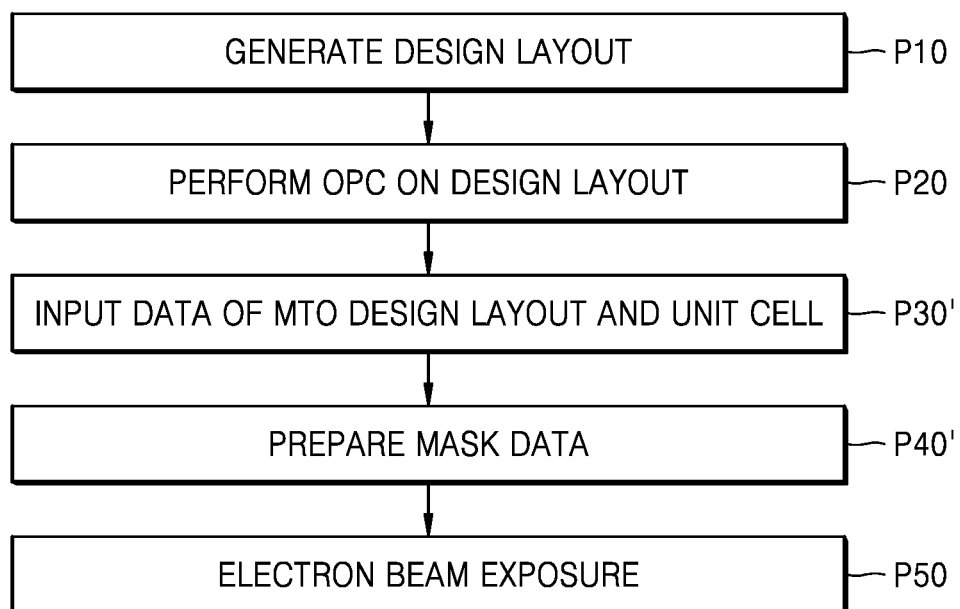 GENERATE DESIGN LAYOUT P10
PERFORM OPC ON DESIGN LAYOUT P20
INPUT DATA OF MTO DESIGN LAYOUT AND UNIT CELL P30'
PREPARE MASK DATA P40'
ELECTRON BEAM EXPOSURE P50